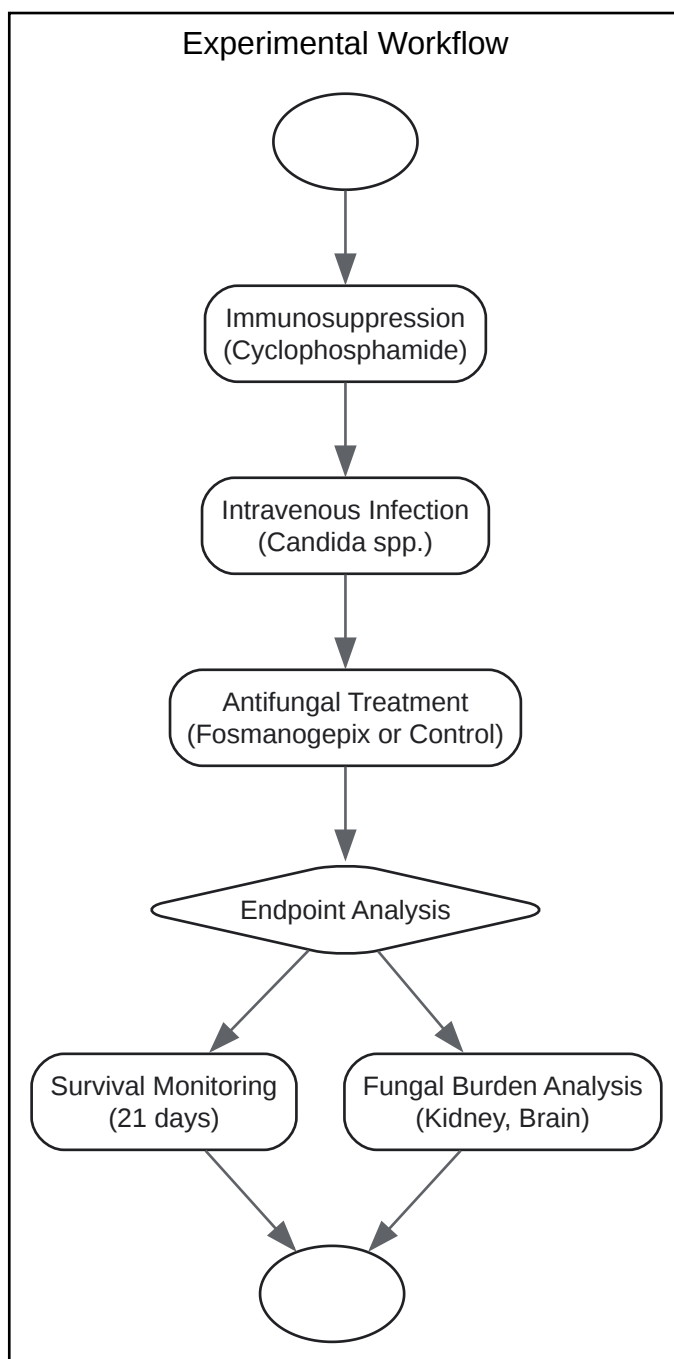 Experimental Workflow
Immunosuppression
(Cyclophosphamide)
Intravenous Infection
(Candida spp.)
Antifungal Treatment
(Fosmanogepix or Control)
Endpoint Analysis
Survival Monitoring
(21 days)
Fungal Burden Analysis
(Kidney, Brain)